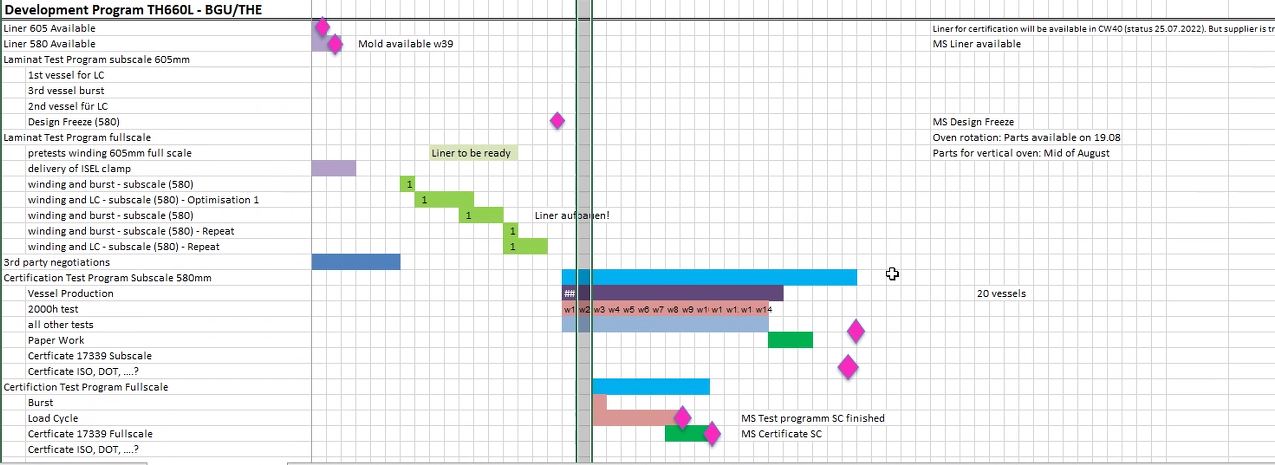 Development Program TH660L - BGU/THE
Liner 605 Available
Liner for certification will be available in CW40 (status 25.07.2022). But supplier is tr
Liner 580 Available
Mold available w39
MS Liner available
Laminat Test Program subscale 605mm
1st vessel for LC
3rd vessel burst
2nd vessel für LC
Design Freeze (580)
MS Design Freeze
Laminat Test Program fullscale
Oven rotation: Parts available on 19.08
pretests winding 605mm full scale
Liner to be ready
Parts for vertical oven: Mid of August
delivery of ISEL clamp
winding and burst - subscale (580)
1
winding and LC - subscale (580) - Optimisation 1
1
winding and burst - subscale (580)
1
Liner aufbauen!
winding and burst - subscale (580) - Repeat
1
winding and LC - subscale (580) - Repeat
1
3rd party negotiations
Certification Test Program Subscale 580mm
Vessel Production
##
20 vessels
2000h test
w1 w2 w3 w4 w5 w6 w7 w8 w9 w1 w1 w1 w1 w14
all other tests
Paper Work
Certficate 17339 Subscale
Certficate ISO, DOT, ....?
Certifiction Test Program Fullscale
Burst
Load Cycle
MS Test programm SC finished
Certficate 17339 Fullscale
MS Certificate SC
Certficate ISO, DOT, ....?